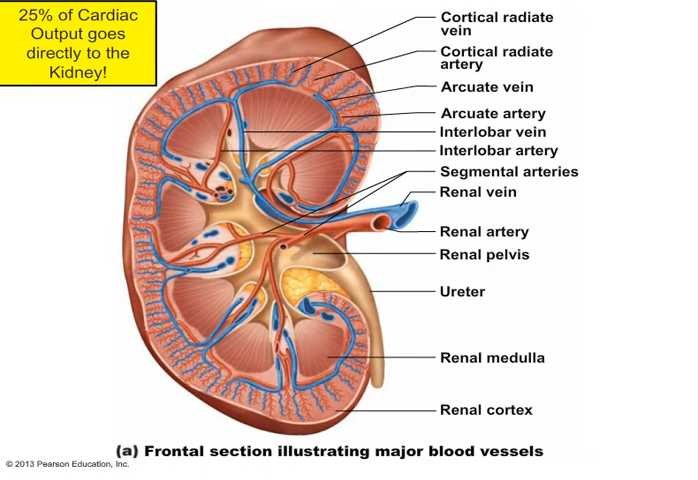 25% of Cardiac
Output goes
directly to the
Kidney!
Cortical radiate
vein
Cortical radiate
artery
Arcuate vein
Arcuate artery
Interlobar vein
Interlobar artery
Segmental arteries
Renal vein
Renal artery
Renal pelvis
Ureter
Renal medulla
Renal cortex
(a) Frontal section illustrating major blood vessels
© 2013 Pearson Education, Inc.